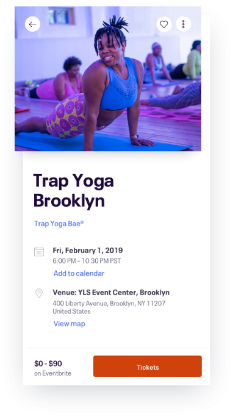 Trap Yoga
Brooklyn
Trap Yoga Bae®
Fri, February 1, 2019
6:00 PM - 10:30 PM PST
Add to calendar
Venue: YLS Event Center, Brooklyn
400 Liberty Avenue, Brooklyn, NY 11207
United States
View map
$0 - $90
on Eventbrite
Tickets